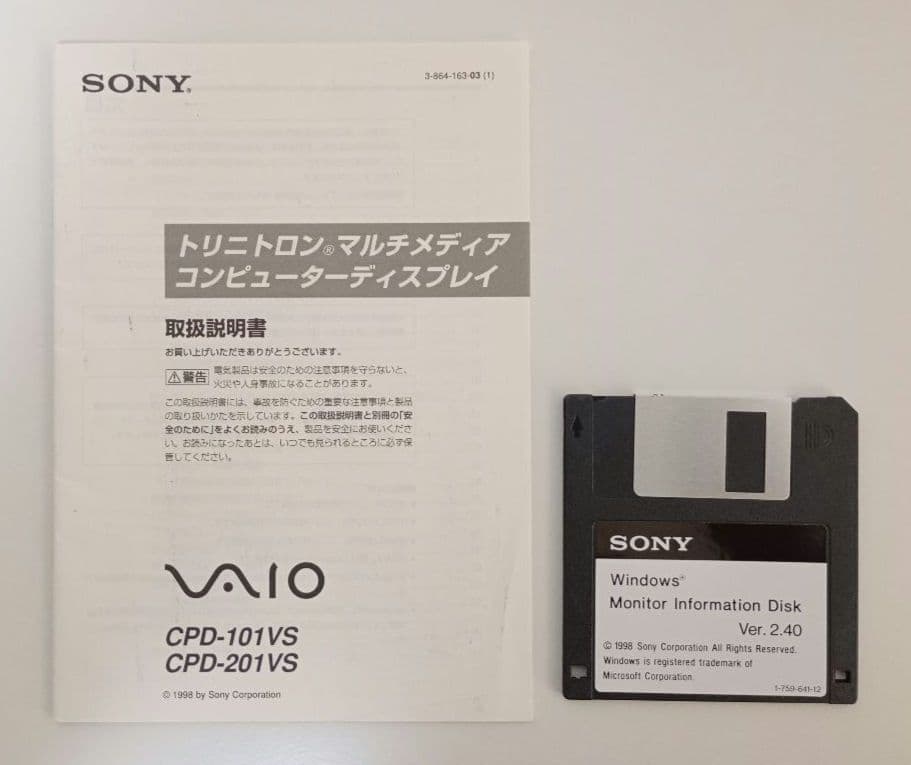 SONY®
3-864-163-03 (1)
トリニトロン®マルチメディア
コンピューターディスプレイ
取扱説明書
お買い上げいただきありがとうございます。
警告
電気製品は安全のための注意事項を守らないと、
火災や人身事故になることがあります。
この取扱説明書には、事故を防ぐための重要な注意事項と製品
の取り扱いかたを示しています。この取扱説明書と別冊の「安
全のために」をよくお読みのうえ、製品を安全にお使いくださ
い。お読みになったあとは、いつでも見られるところに必ず保
管してください。
VAIO
CPD-101VS
CPD-201VS
© 1998 by Sony Corporation
SONY
Windows®
Monitor Information Disk
Ver. 2.40
© 1998 Sony Corporation All Rights Reserved.
Windows is registered trademark of
Microsoft Corporation.
1-759-641-12